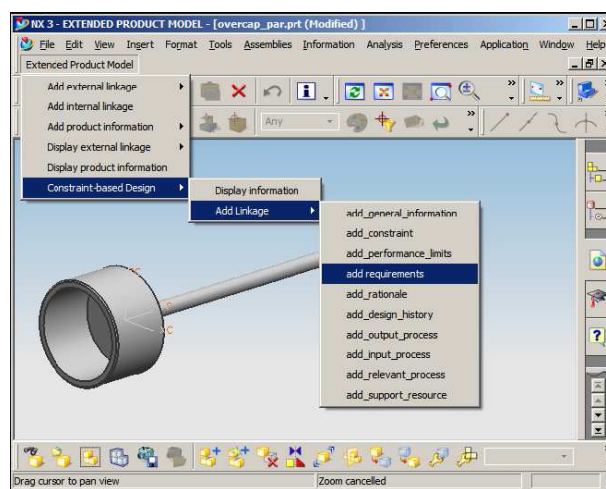 NX 3 - EXTENDED PRODUCT MODEL - [overcap_par.prt (Modified) ]
File Edit View Insert Format Tools Assemblies Information Analysis Preferences Application Window Help
Extenced Product Model
Add external linkage
Add internal linkage
Add product information
Display external linkage
Display product information
Constraint-based Design
Any
Display information
Add Linkage
add_general_information
add_constraint
add_performance_limits
add requirements
add_rationale
add_design_history
add_output_process
add_input_process
add_relevant_process
add_support_resource
XC
Drag cursor to pan view
Zoom cancelled